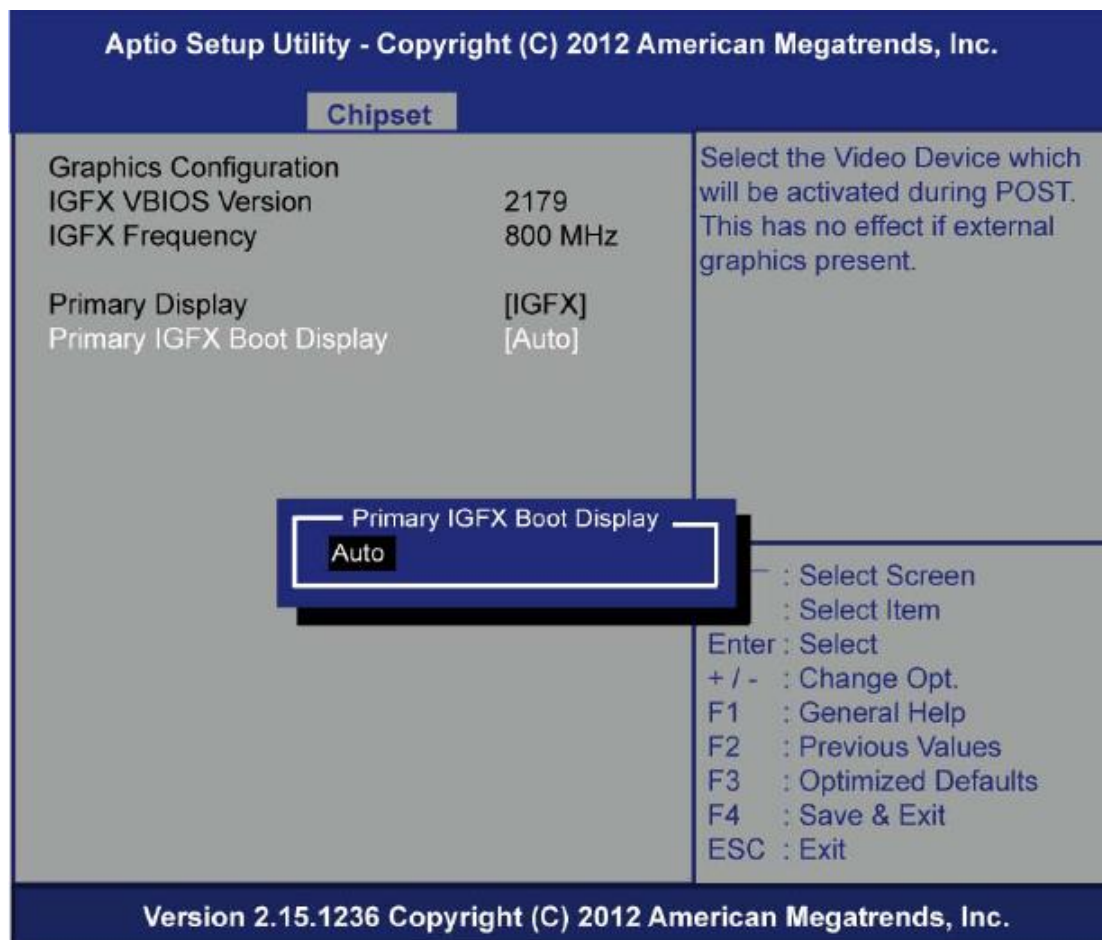 Aptio Setup Utility - Copyright (C) 2012 American Megatrends, Inc.
Chipset
Graphics Configuration
IGFX VBIOS Version 2179
IGFX Frequency 800 MHz
Primary Display [IGFX]
Primary IGFX Boot Display [Auto]
Select the Video Device which
will be activated during POST.
This has no effect if external
graphics present.
Primary IGFX Boot Display
Auto
: Select Screen
: Select Item
Enter : Select
+ / - : Change Opt.
F1 : General Help
F2 : Previous Values
F3 : Optimized Defaults
F4 : Save & Exit
ESC : Exit
Version 2.15.1236 Copyright (C) 2012 American Megatrends, Inc.